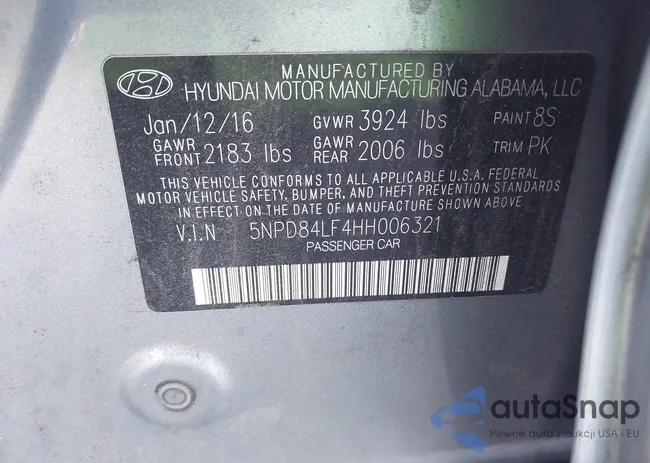 MANUFACTURED BY
HYUNDAI MOTOR MANUFACTURING ALABAMA, LLC
Jan/12/16 GVWR 3924 lbs PAINT 8S
GAWR FRONT 2183 lbs GAWR REAR 2006 lbs TRIM PK
THIS VEHICLE CONFORMS TO ALL APPLICABLE U.S.A. FEDERAL
MOTOR VEHICLE SAFETY, BUMPER, AND THEFT PREVENTION STANDARDS
IN EFFECT ON THE DATE OF MANUFACTURE SHOWN ABOVE.
V.I.N 5NPD84LF4HH006321
PASSENGER CAR
autaSnap
Pewne auto z aukcji USA i EU